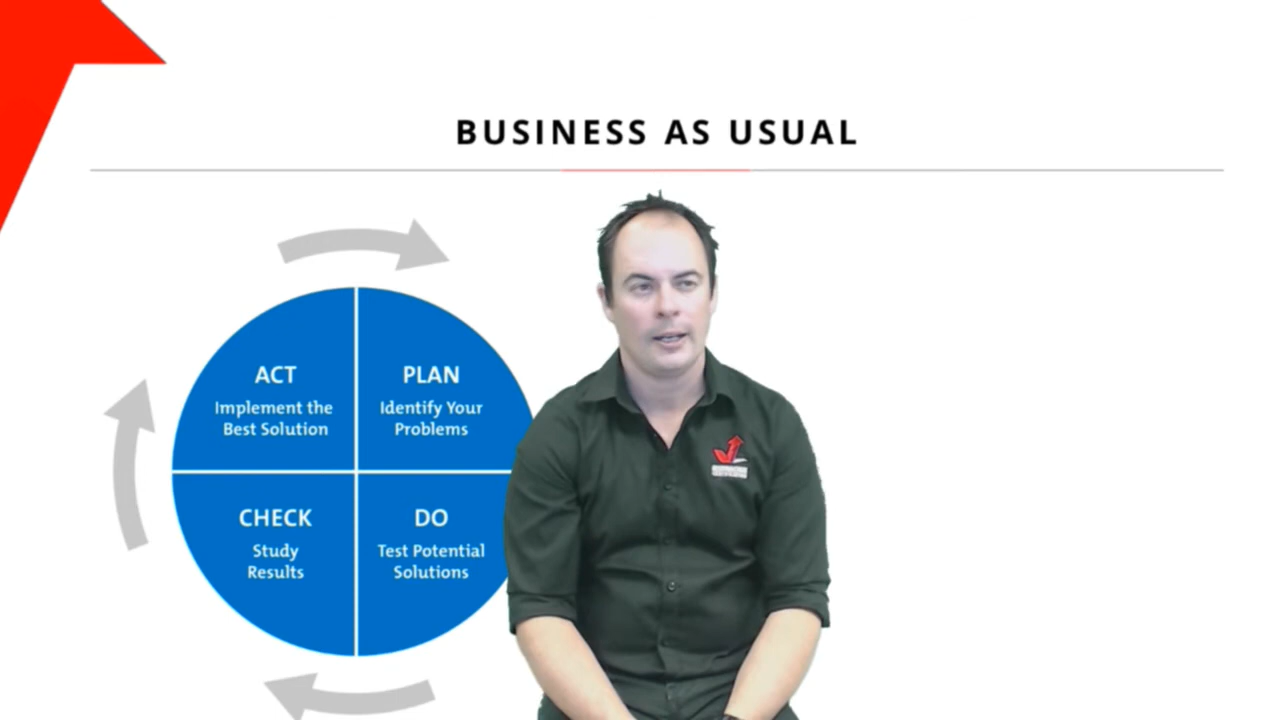 BUSINESS AS USUAL
ACT
Implement the
Best Solution
PLAN
Identify Your
Problems
CHECK
Study
Results
DO
Test Potential
Solutions